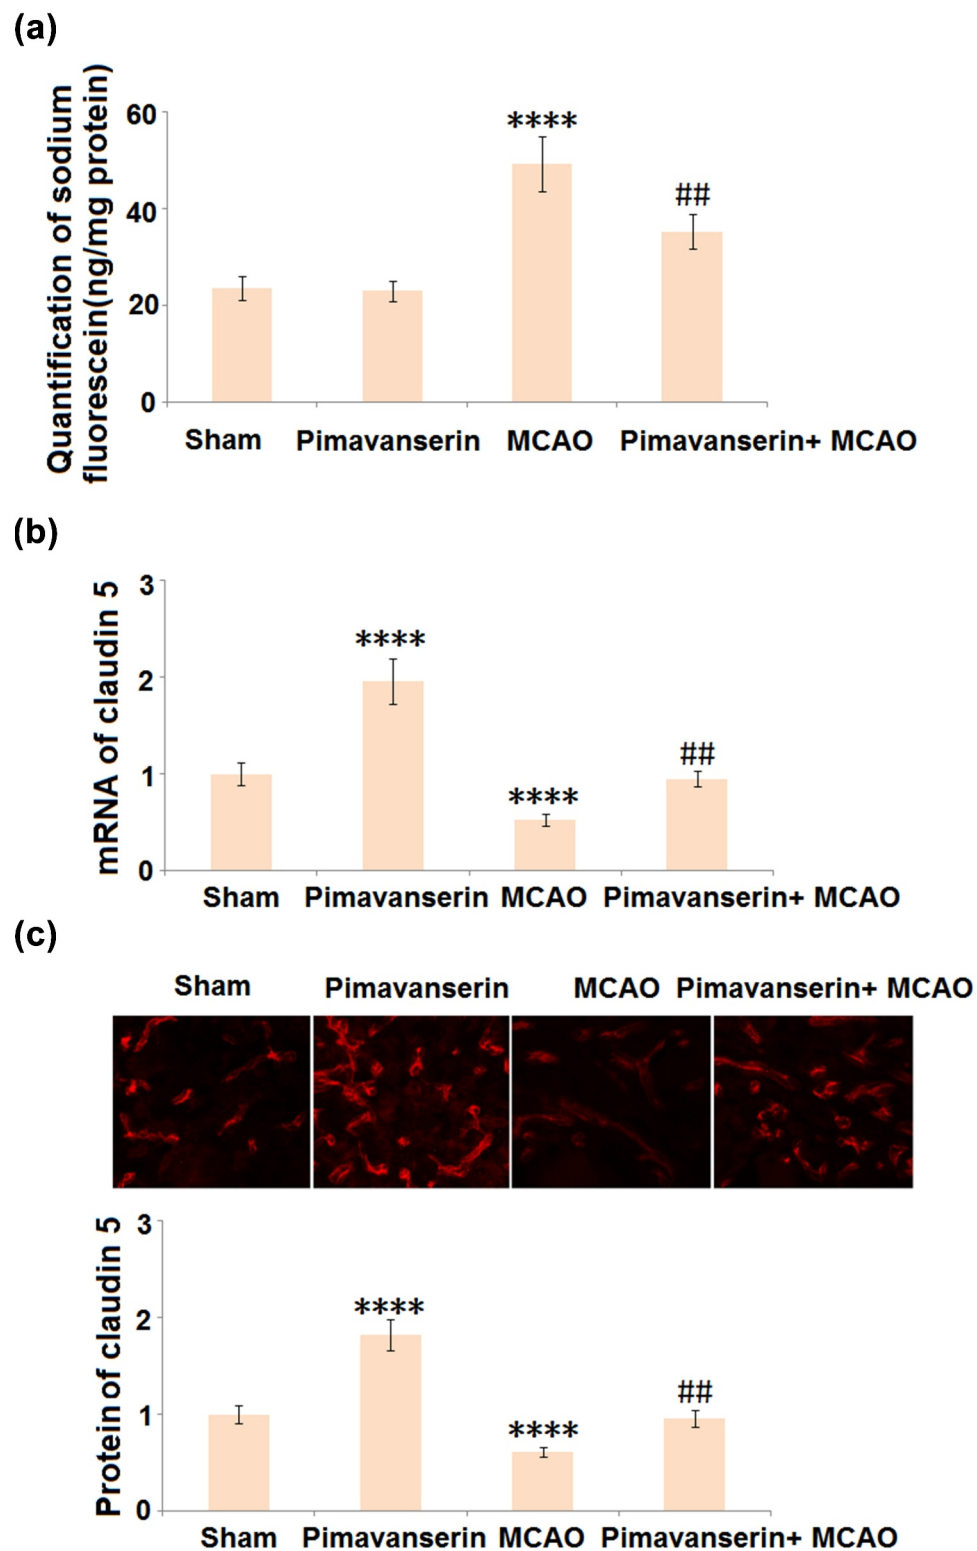 (a)
Quantification of sodium
fluorescein(ng/mg protein)
60
40
20
0
****
##
Sham Pimavanserin MCAO Pimavanserin+ MCAO
(b)
mRNA of claudin 5
3
2
1
0
****
****
##
Sham Pimavanserin MCAO Pimavanserin+ MCAO
(c)
Sham Pimavanserin MCAO Pimavanserin+ MCAO
Protein of claudin 5
3
2
1
0
****
****
##
Sham Pimavanserin MCAO Pimavanserin+ MCAO